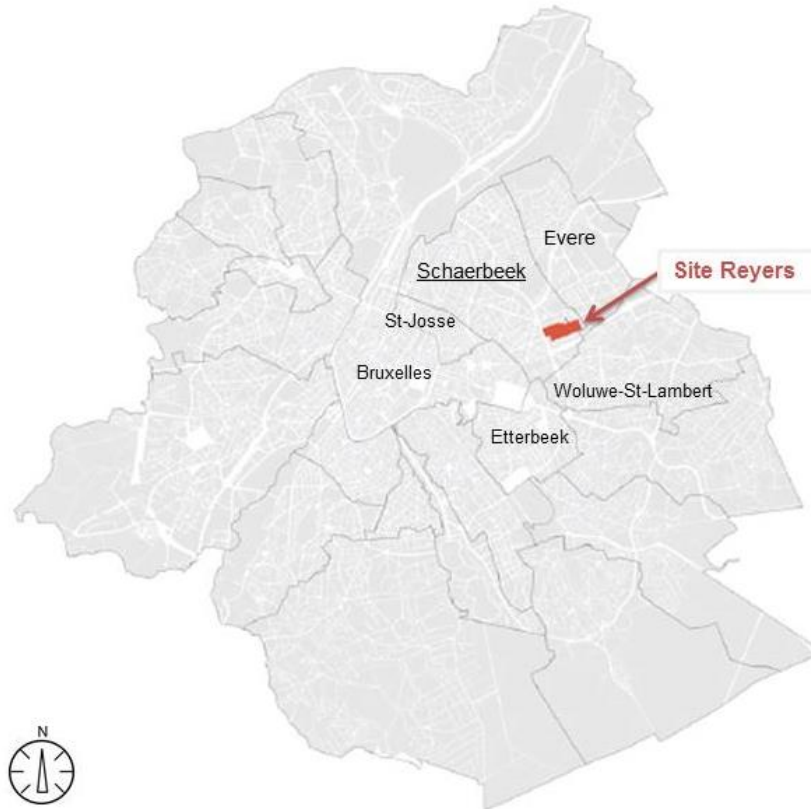 Evere
Schaerbeek
Site Reyers
St-Josse
Bruxelles
Woluwe-St-Lambert
Etterbeek
N